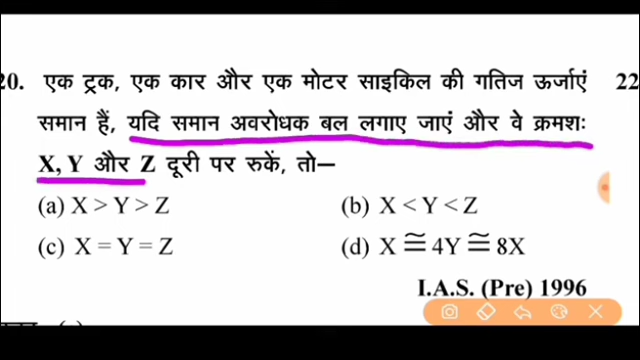 20. एक ट्रक, एक कार और एक मोटर साइकिल की गतिज ऊर्जाएं 22
समान हैं, यदि समान अवरोधक बल लगाए जाएं और वे क्रमशः
X, Y और Z दूरी पर रुकें, तो—
(a) X > Y > Z (b) X < Y < Z
(c) X = Y = Z (d) X ≅ 4Y ≅ 8X
I.A.S. (Pre) 1996